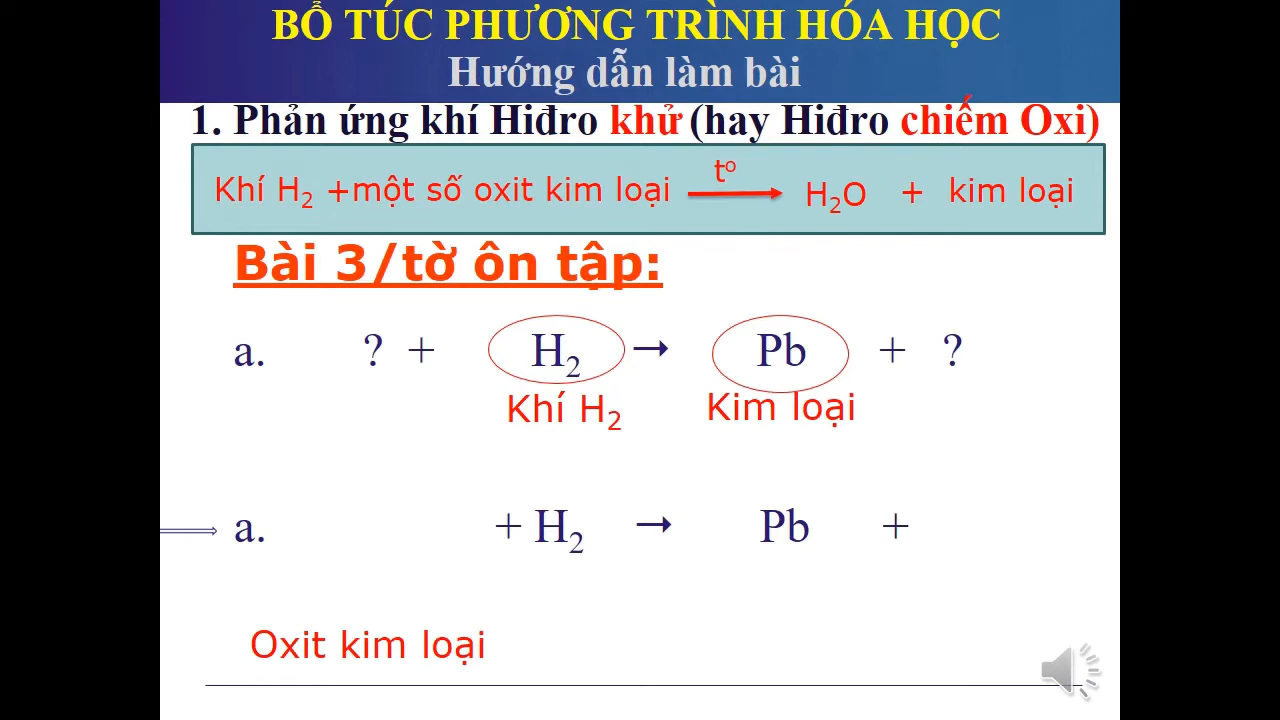 BỔ TÚC PHƯƠNG TRÌNH HÓA HỌC
Hướng dẫn làm bài
1. Phản ứng khí Hiđro khử (hay Hiđro chiếm Oxi)
Khí H₂ +một số oxit kim loại →(tº) H₂O + kim loại
Bài 3/tờ ôn tập:
a. ? + H₂ → Pb + ?
Khí H₂ Kim loại
⟹ a. + H₂ → Pb +
Oxit kim loại